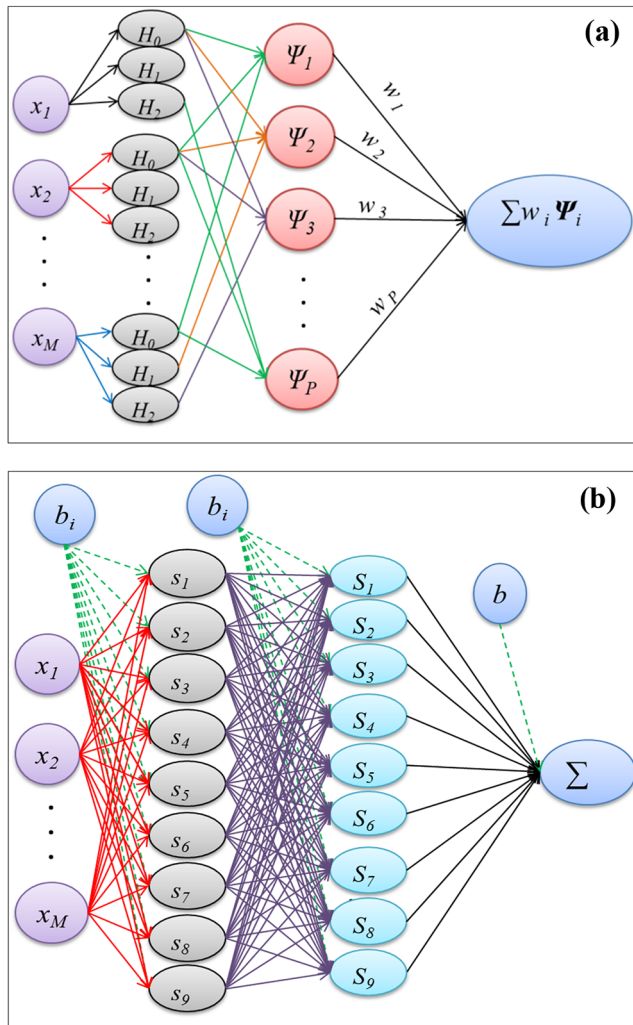 (a)
x1
x2
xM
H0
H1
H2
H0
H1
H2
H0
H1
H2
Ψ1
Ψ2
Ψ3
ΨP
w1
w2
w3
wP
∑wiΨi
(b)
bi
bi
b
x1
x2
xM
s1
s2
s3
s4
s5
s6
s7
s8
s9
S1
S2
S3
S4
S5
S6
S7
S8
S9
∑